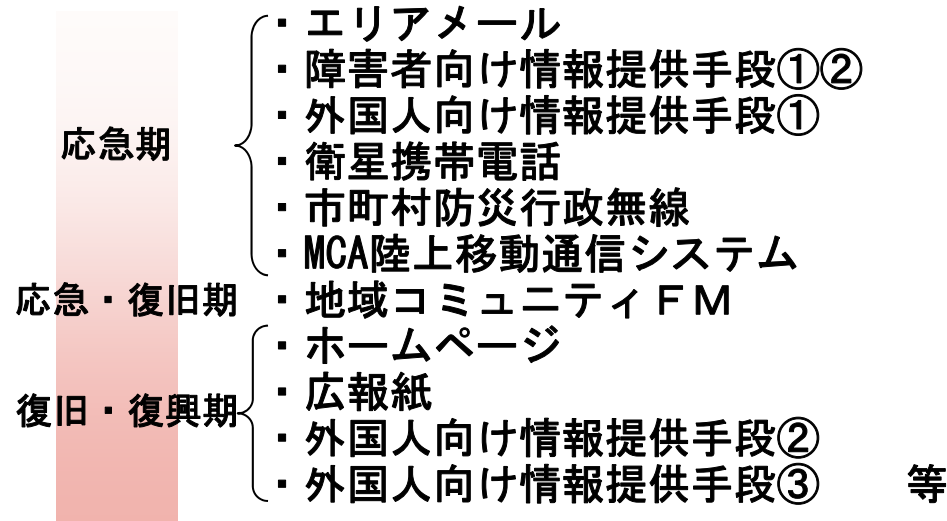 応急期
・エリアメール
・障害者向け情報提供手段①②
・外国人向け情報提供手段①
・衛星携帯電話
・市町村防災行政無線
・MCA陸上移動通信システム
応急・復旧期
・地域コミュニティFM
復旧・復興期
・ホームページ
・広報紙
・外国人向け情報提供手段②
・外国人向け情報提供手段③ 等